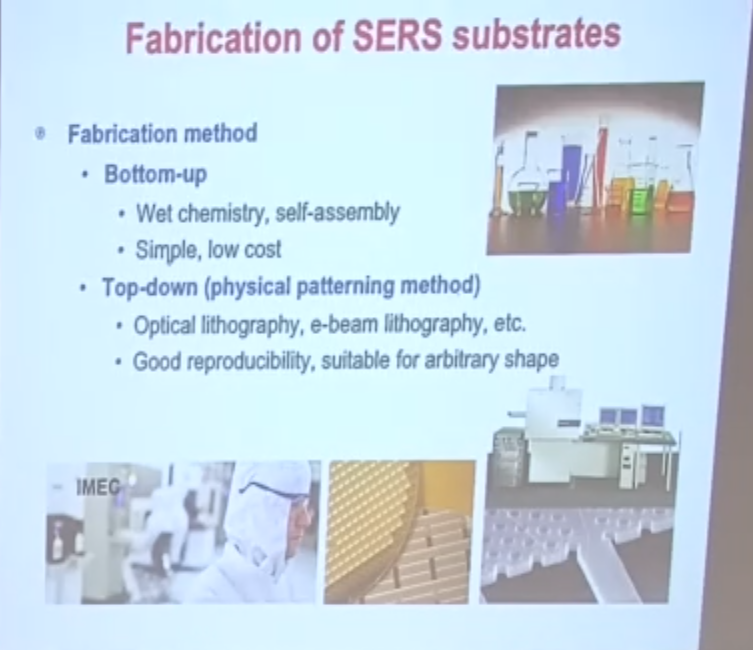 Fabrication of SERS substrates
Fabrication method
• Bottom-up
• Wet chemistry, self-assembly
• Simple, low cost
• Top-down (physical patterning method)
• Optical lithography, e-beam lithography, etc.
• Good reproducibility, suitable for arbitrary shape
IMEC